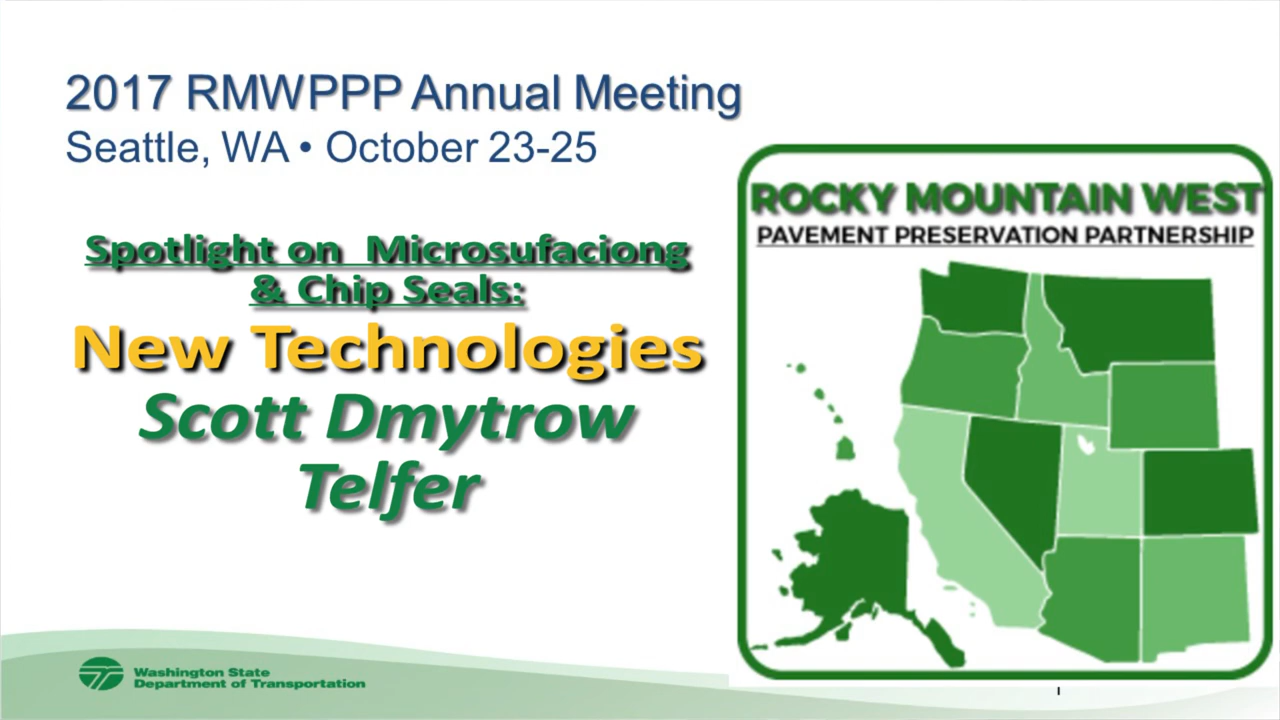 2017 RMWPPP Annual Meeting
Seattle, WA • October 23-25
Spotlight on Microsufaciong
& Chip Seals:
New Technologies
Scott Dmytrow
Telfer
ROCKY MOUNTAIN WEST
PAVEMENT PRESERVATION PARTNERSHIP
Washington State
Department of Transportation